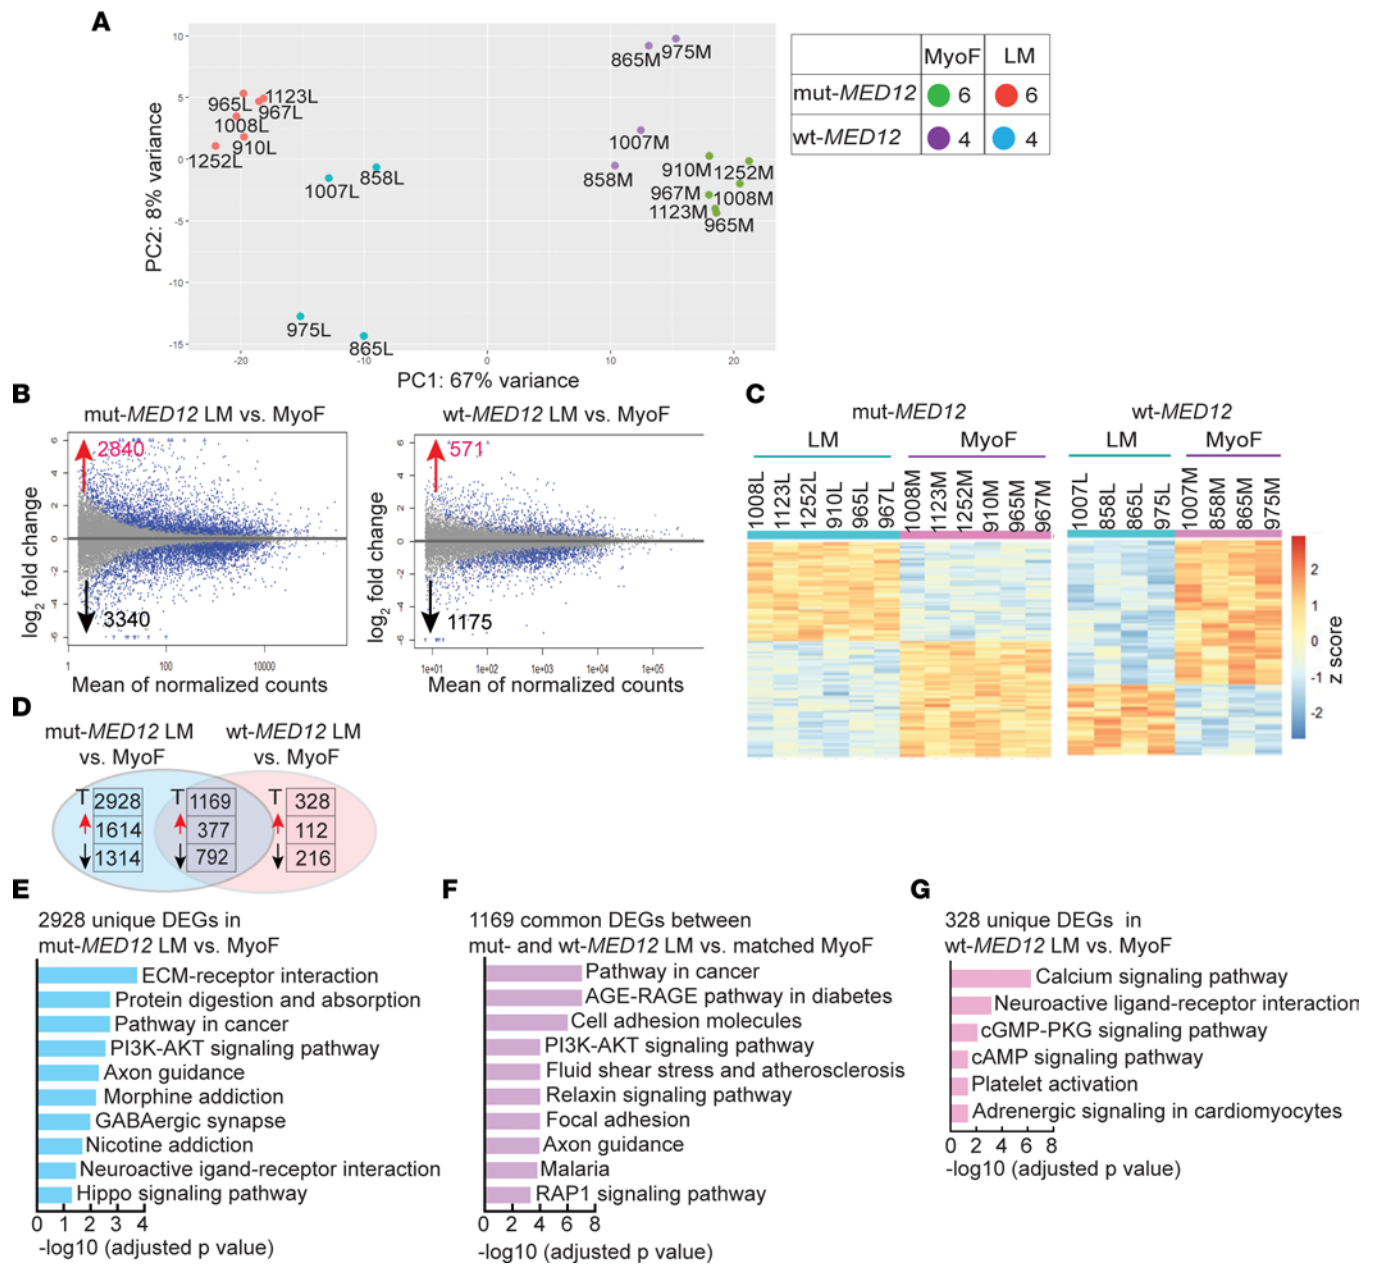 A
10
5
0
-5
-10
-15
PC2: 8% variance
865M 975M
965L 1123L
967L
1008L
910L
1252L
1007L
858L
1007M
858M
910M 1252M
967M 1008M
1123M
965M
975L
865L
-20 -10 0 10 20
PC1: 67% variance
MyoF LM
mut-MED12 6 6
wt-MED12 4 4
B
mut-MED12 LM vs. MyoF
2840
3340
log2 fold change
6
4
2
0
-2
-4
-6
1 100 10000
Mean of normalized counts
wt-MED12 LM vs. MyoF
571
1175
log2 fold change
6
4
2
0
-2
-4
-6
1e+01 1e+02 1e+03 1e+04 1e+05
Mean of normalized counts
C
mut-MED12 wt-MED12
LM MyoF LM MyoF
1008L 1123L 1252L 910L 965L 967L 1008M 1123M 1252M 910M 965M 967M 1007L 858L 865L 975L 1007M 858M 865M 975M
2
1
0
-1
-2
z score
D
mut-MED12 LM wt-MED12 LM
vs. MyoF vs. MyoF
T 2928 T 1169 T 328
1614 377 112
1314 792 216
E
2928 unique DEGs in
mut-MED12 LM vs. MyoF
ECM-receptor interaction
Protein digestion and absorption
Pathway in cancer
PI3K-AKT signaling pathway
Axon guidance
Morphine addiction
GABAergic synapse
Nicotine addiction
Neuroactive igand-receptor interaction
Hippo signaling pathway
0 1 2 3 4
-log10 (adjusted p value)
F
1169 common DEGs between
mut- and wt-MED12 LM vs. matched MyoF
Pathway in cancer
AGE-RAGE pathway in diabetes
Cell adhesion molecules
PI3K-AKT signaling pathway
Fluid shear stress and atherosclerosis
Relaxin signaling pathway
Focal adhesion
Axon guidance
Malaria
RAP1 signaling pathway
0 2 4 6 8
-log10 (adjusted p value)
G
328 unique DEGs in
wt-MED12 LM vs. MyoF
Calcium signaling pathway
Neuroactive ligand-receptor interaction
cGMP-PKG signaling pathway
cAMP signaling pathway
Platelet activation
Adrenergic signaling in cardiomyocytes
0 2 4 6 8
-log10 (adjusted p value)